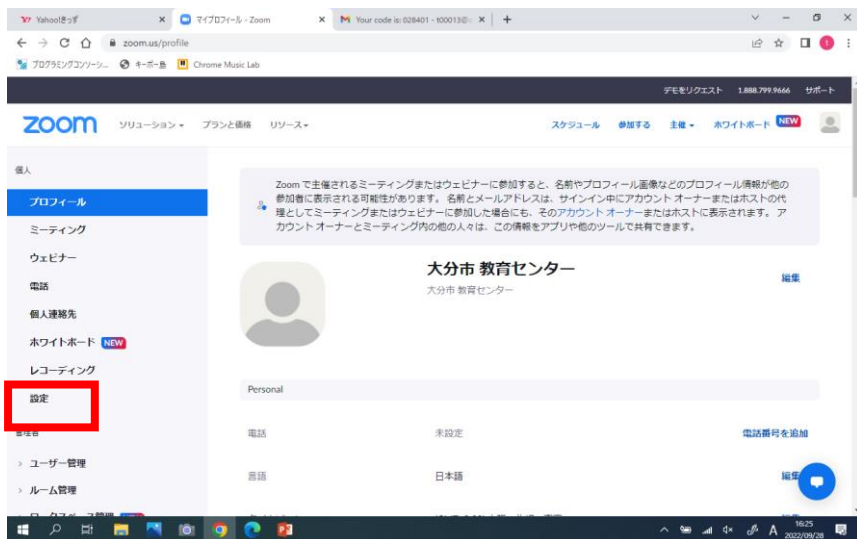 Yahoo!きっず
マイプロフィール - Zoom
Your code is: 028401 - t00013@
zoom.us/profile
プログラミングコンソーシ...
キーボー島
Chrome Music Lab
デモをリクエスト 1.888.799.9666 サポート
zoom ソリューション プランと価格 リソース スケジュール 参加する 主催 ホワイトボード NEW
個人
プロフィール
ミーティング
ウェビナー
電話
個人連絡先
ホワイトボード NEW
レコーディング
設定
管理者
ユーザー管理
ルーム管理
Zoom で主催されるミーティングまたはウェビナーに参加すると、名前やプロフィール画像などのプロフィール情報が他の
参加者に表示される可能性があります。 名前とメールアドレスは、サインイン中にアカウント オーナーまたはホストの代
理としてミーティングまたはウェビナーに参加した場合にも、そのアカウント オーナーまたはホストに表示されます。 ア
カウント オーナーとミーティング内の他の人々は、この情報をアプリや他のツールで共有できます。
大分市 教育センター
編集
大分市 教育センター
Personal
電話 未設定 電話番号を追加
言語 日本語 編集
A 16:25
2022/09/28